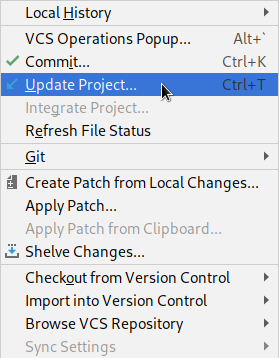 Local History
VCS Operations Popup... Alt+`
Commit... Ctrl+K
Update Project... Ctrl+T
Integrate Project...
Refresh File Status
Git
Create Patch from Local Changes...
Apply Patch...
Apply Patch from Clipboard...
Shelve Changes...
Checkout from Version Control
Import into Version Control
Browse VCS Repository
Sync Settings